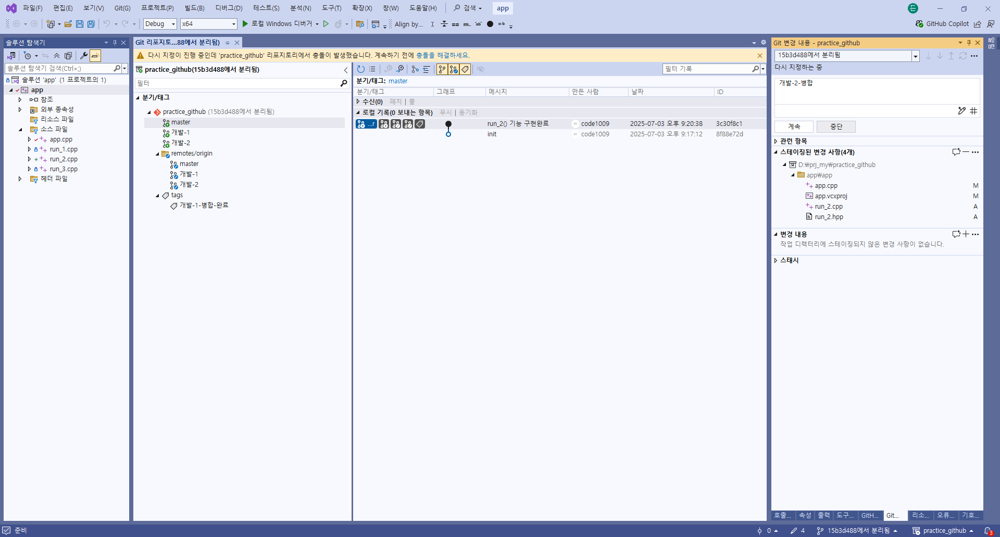 파일(F) 편집(E) 보기(V) Git(G) 프로젝트(P) 빌드(B) 디버그(D) 테스트(S) 분석(N) 도구(T) 확장(X) 창(W) 도움말(H) 검색 app
Debug x64 로컬 Windows 디버거 Align by... GitHub Copilot
솔루션 탐색기
솔루션 탐색기 검색(Ctrl+;)
솔루션 'app' (1 프로젝트의 1)
app
참조
외부 종속성
리소스 파일
소스 파일
app.cpp
run_1.cpp
run_2.cpp
run_3.cpp
헤더 파일
Git 리포지토...88에서 분리됨)
다시 지정이 진행 중인데 'practice_github' 리포지토리에서 충돌이 발생했습니다. 계속하기 전에 충돌을 해결하세요.
practice_github(15b3d488에서 분리됨)
필터
분기/태그
practice_github (15b3d488에서 분리됨)
master
개발-1
개발-2
remotes/origin
master
개발-1
개발-2
tags
개발-1-병합-완료
필터 기록
분기/태그: master
분기/태그 그래프 메시지 만든 사람 날짜 ID
수신(0) 페치 | 풀
로컬 기록(0 보내는 항목) 푸시 | 동기화
...r run_2() 기능 구현완료 code1009 2025-07-03 오후 9:20:38 3c30f8c1
init code1009 2025-07-03 오후 9:17:12 8f88e72d
Git 변경 내용 - practice_github
15b3d488에서 분리됨
다시 지정하는 중
개발-2-병합
계속 중단
관련 항목
스테이징된 변경 사항(4개)
D:\prj_my\practice_github
app\app
app.cpp M
app.vcxproj M
run_2.cpp A
run_2.hpp A
변경 내용
작업 디렉터리에 스테이징되지 않은 변경 사항이 없습니다.
스태시
호출... 속성 출력 도구... GitH... Git... 리소... 오류... 기호...
준비 0 4 15b3d488에서 분리됨 practice_github 3